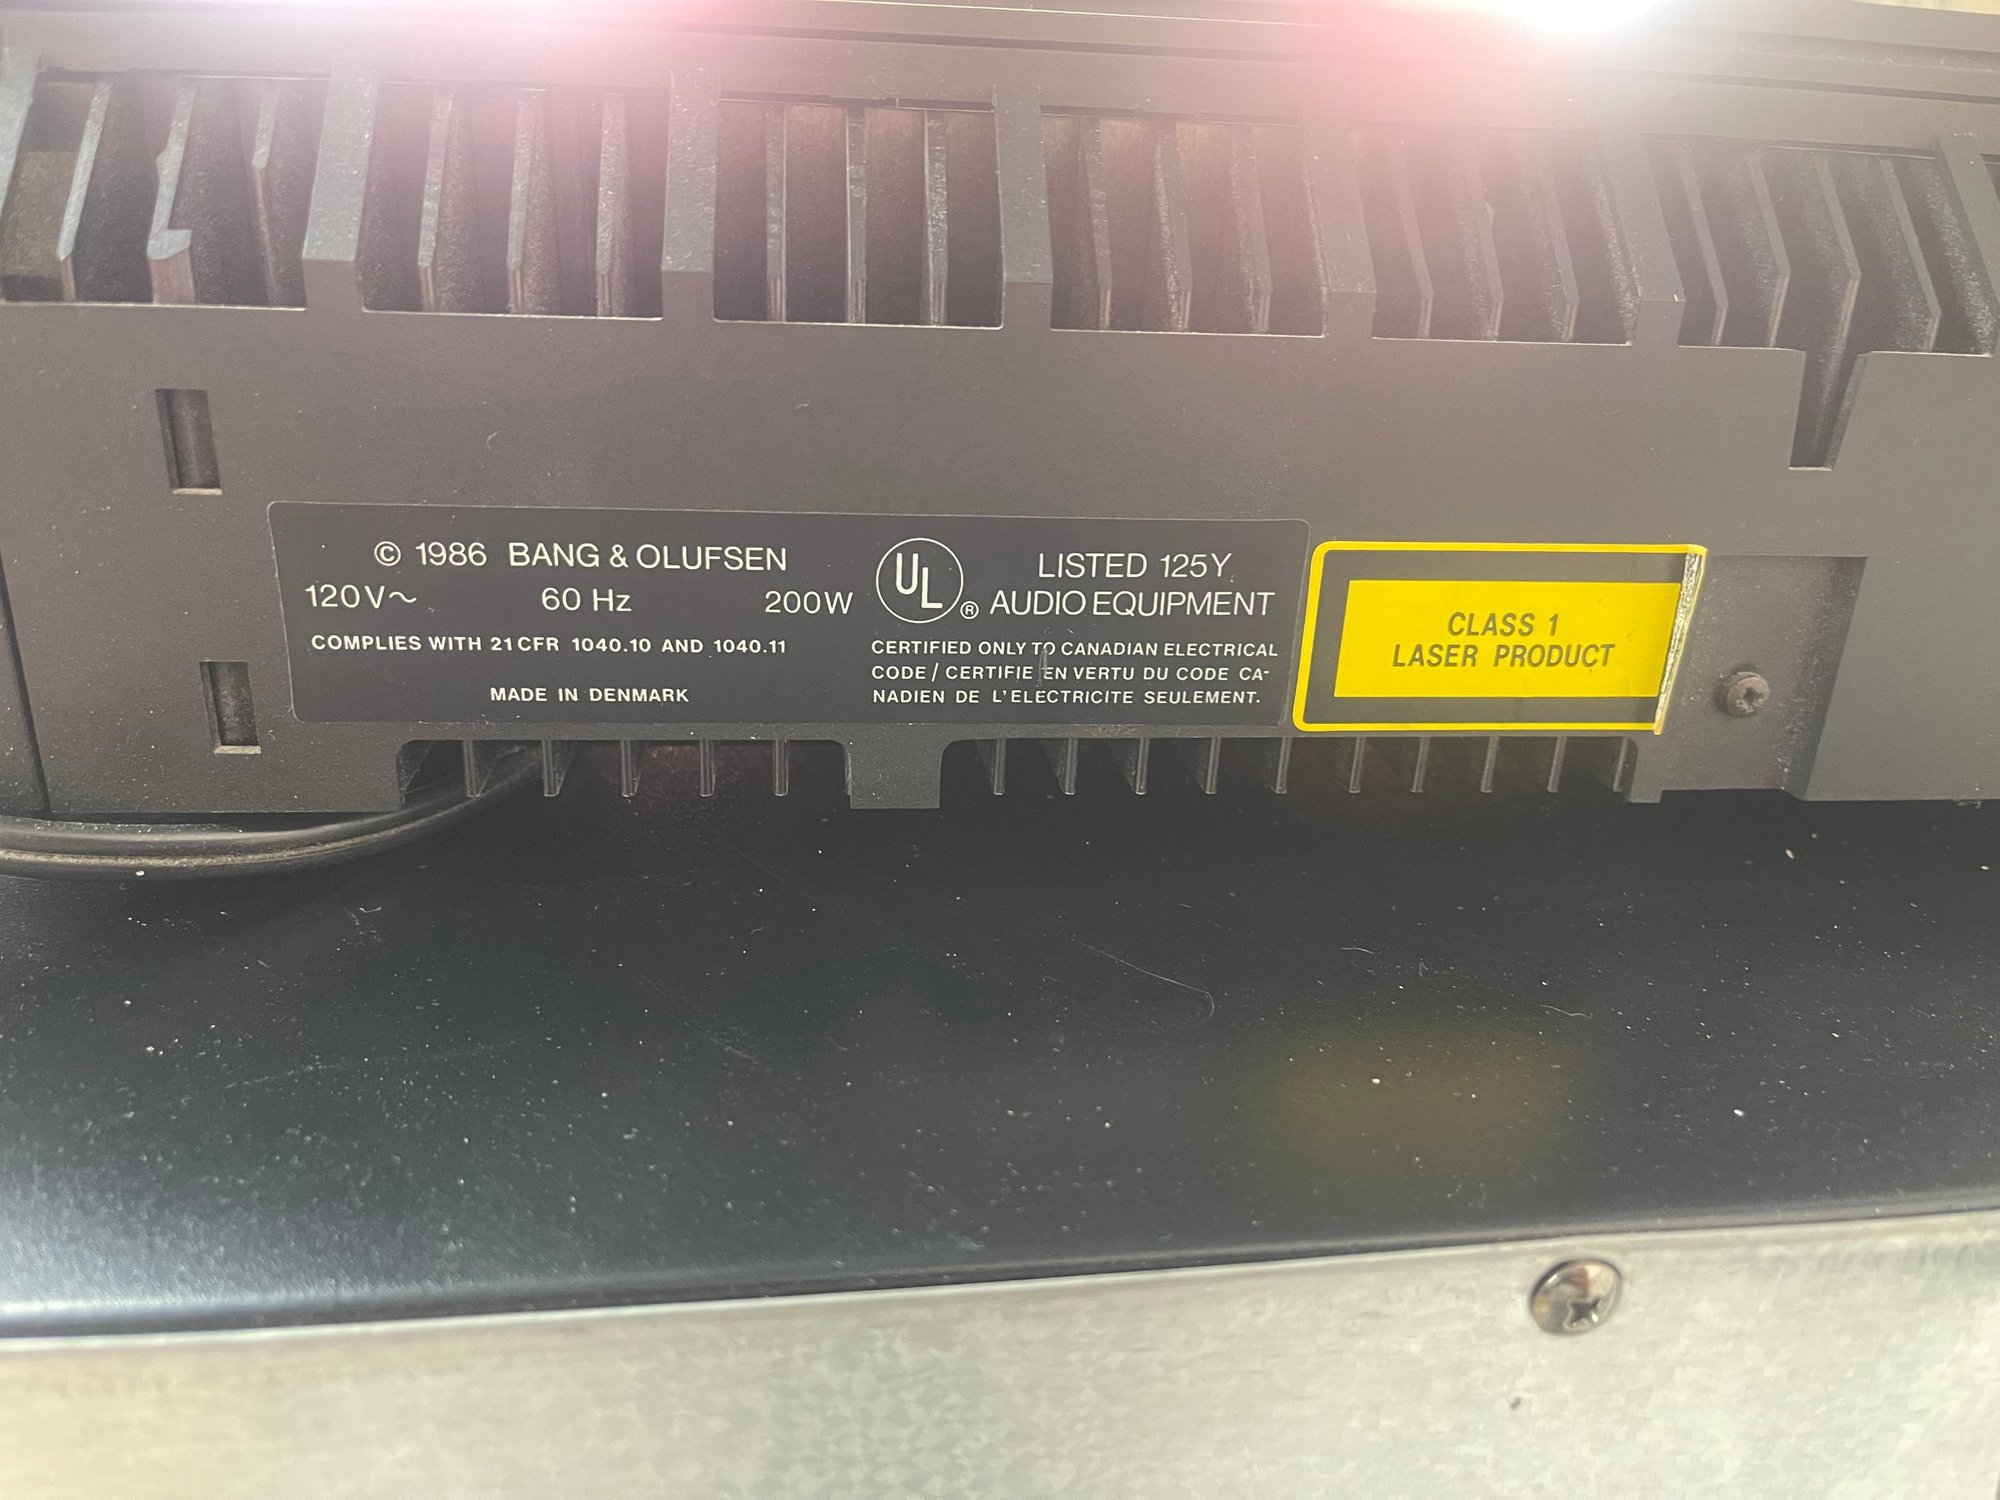 © 1986 BANG & OLUFSEN
120V~ 60 Hz 200W
COMPLIES WITH 21 CFR 1040.10 AND 1040.11
MADE IN DENMARK
UL ® LISTED 125Y
AUDIO EQUIPMENT
CERTIFIED ONLY TO CANADIAN ELECTRICAL
CODE / CERTIFIE EN VERTU DU CODE CA-
NADIEN DE L'ELECTRICITE SEULEMENT.
CLASS 1
LASER PRODUCT